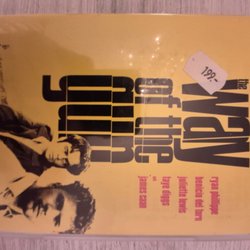 the
way
of the
gun
199.-
ryan phillippe
benicio del toro
juliette lewis
taye diggs
james caan